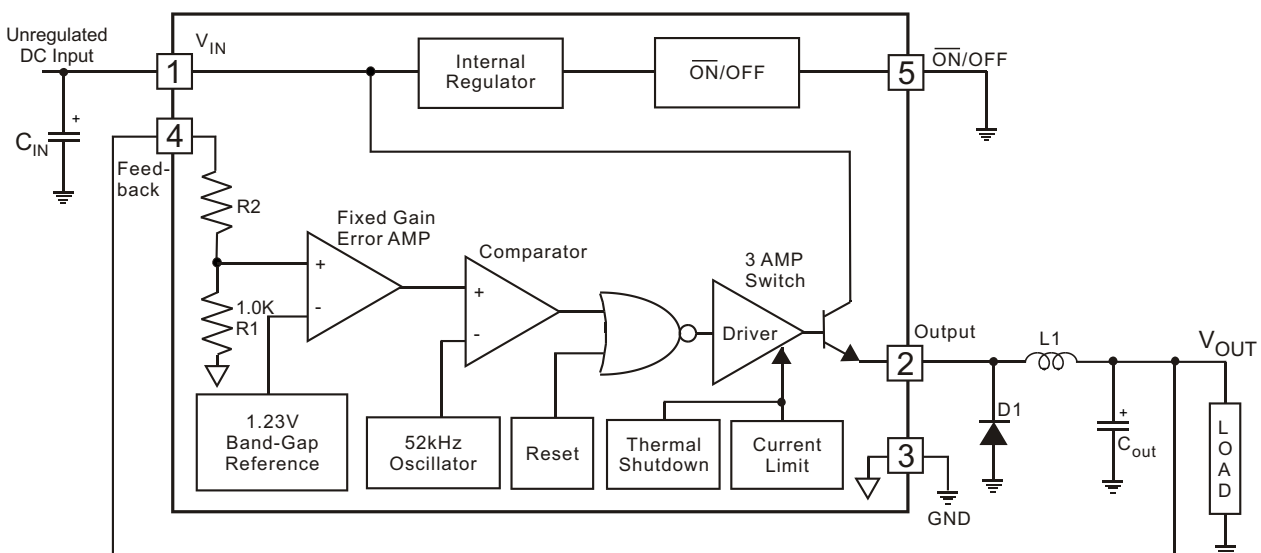 Unregulated
DC Input
V_IN
1
Internal
Regulator
ON/OFF
5
ON/OFF
+
C_IN
4
Feed-
back
R2
Fixed Gain
Error AMP
Comparator
3 AMP
Switch
+
-
1.0K
R1
+
-
Driver
Output
2
L1
V_OUT
1.23V
Band-Gap
Reference
52kHz
Oscillator
Reset
Thermal
Shutdown
Current
Limit
3
GND
D1
+
C_out
L
O
A
D